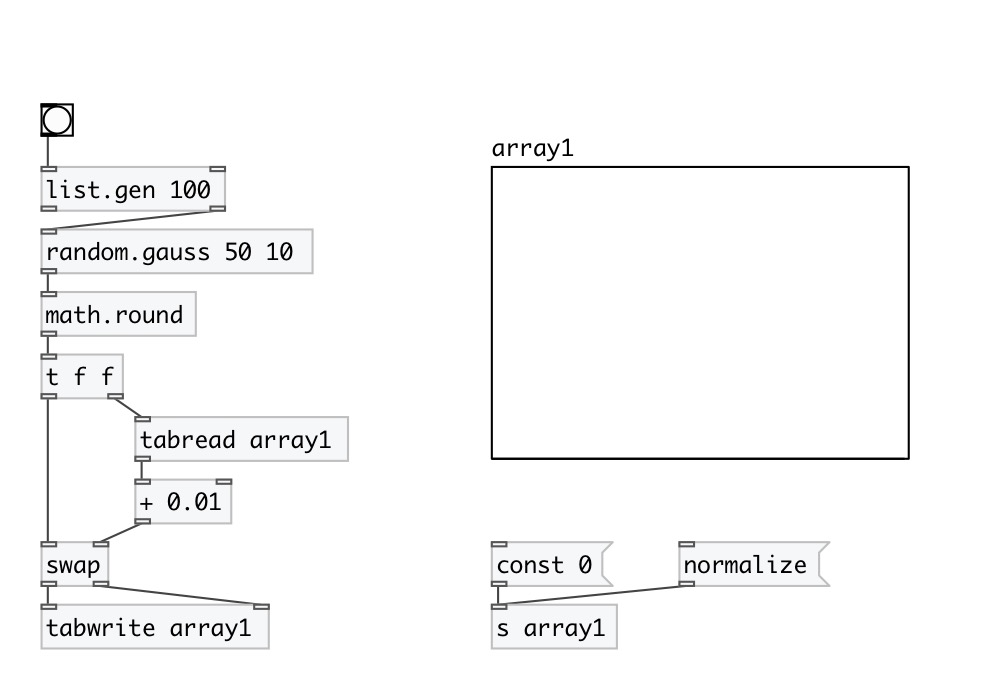 array1
list.gen 100
random.gauss 50 10
math.round
t f f
tabread array1
+ 0.01
swap
const 0
normalize
tabwrite array1
s array1